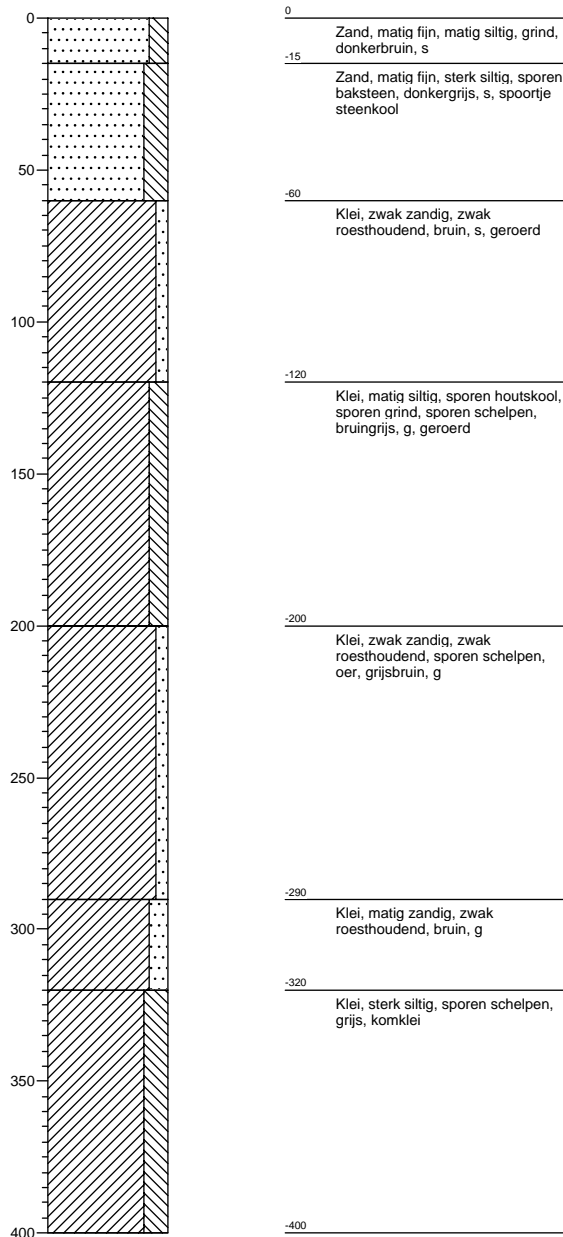 0
50
100
150
200
250
300
350
400
0
Zand, matig fijn, matig siltig, grind,
donkerbruin, s
-15
Zand, matig fijn, sterk siltig, sporen
baksteen, donkergrijs, s, spoortje
steenkool
-60
Klei, zwak zandig, zwak
roesthoudend, bruin, s, geroerd
-120
Klei, matig siltig, sporen houtskool,
sporen grind, sporen schelpen,
bruingrijs, g, geroerd
-200
Klei, zwak zandig, zwak
roesthoudend, sporen schelpen,
oer, grijsbruin, g
-290
Klei, matig zandig, zwak
roesthoudend, bruin, g
-320
Klei, sterk siltig, sporen schelpen,
grijs, komklei
-400